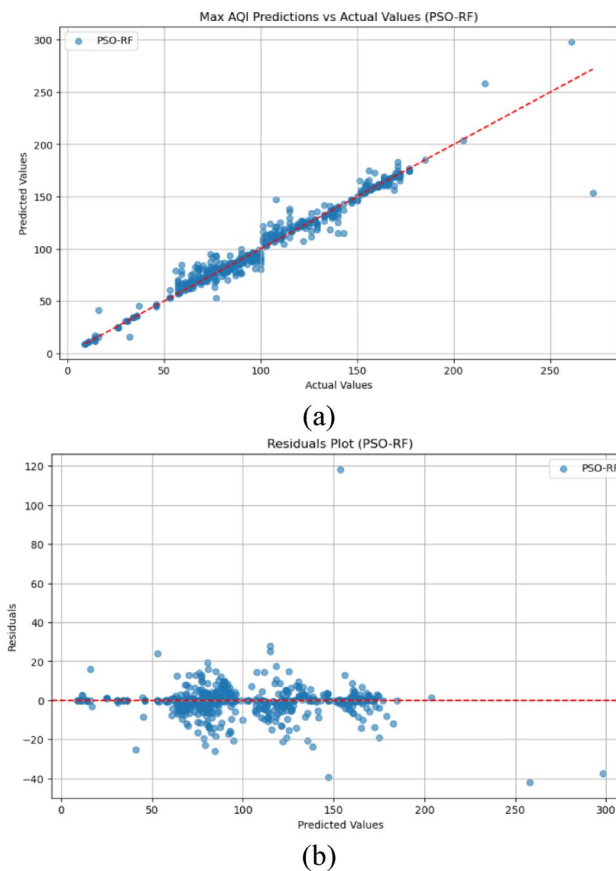 Max AQI Predictions vs Actual Values (PSO-RF)
PSO-RF
300
250
200
150
100
50
0
Predicted Values
0 50 100 150 200 250
Actual Values
(a)
Residuals Plot (PSO-RF)
PSO-RF
120
100
80
60
40
20
0
−20
−40
Residuals
0 50 100 150 200 250 300
Predicted Values
(b)